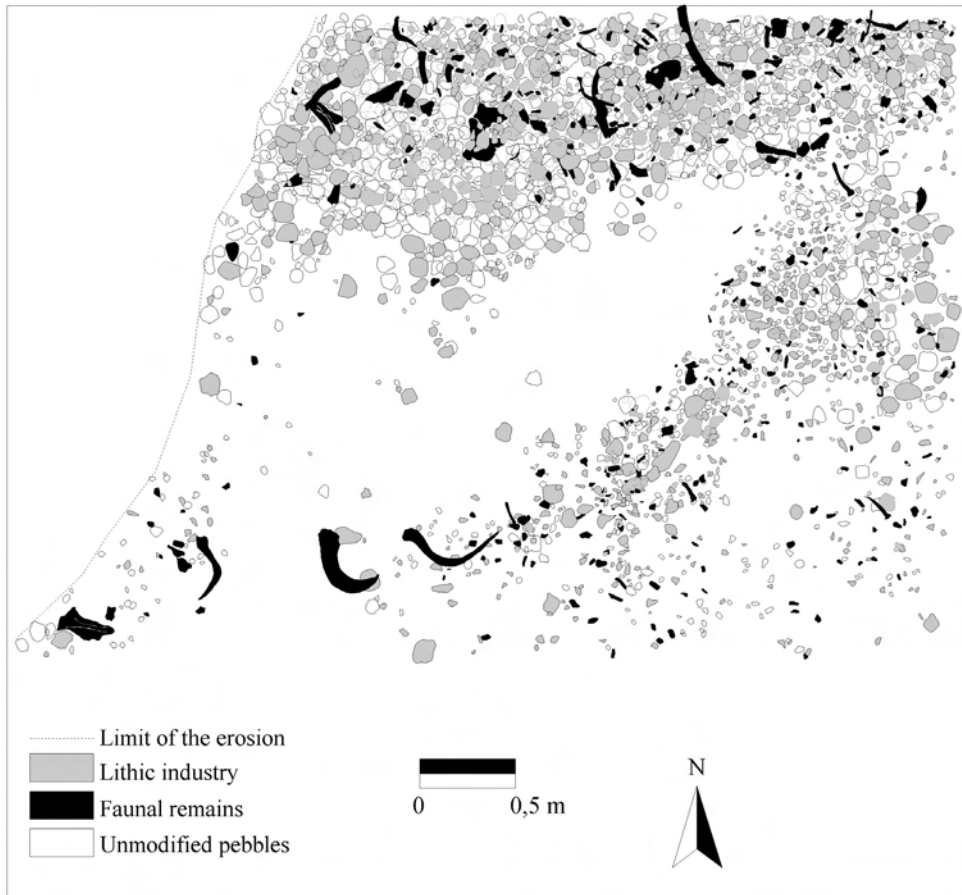 Limit of the erosion
Lithic industry
Faunal remains
Unmodified pebbles
0 0,5 m
N